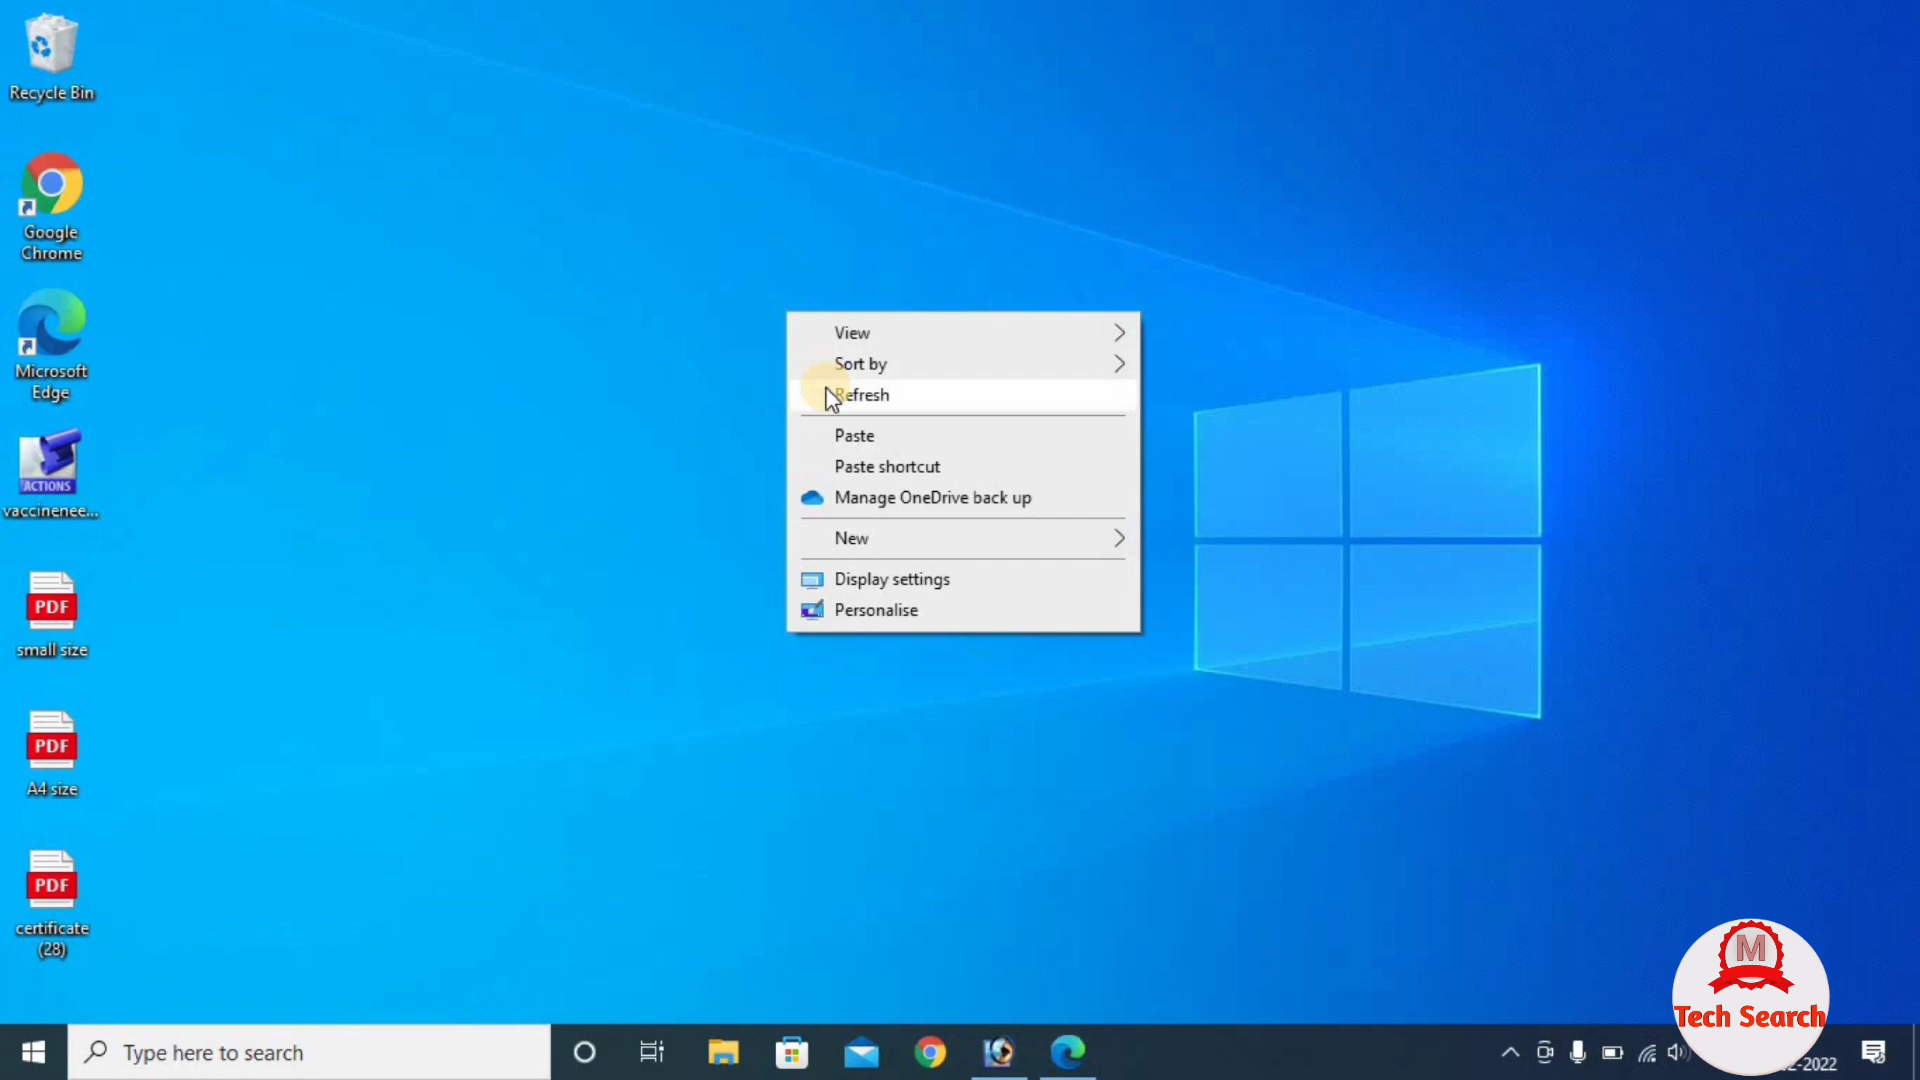 Recycle Bin
Google
Chrome
Microsoft
Edge
ACTIONS
vaccinenee...
PDF
small size
PDF
A4 size
PDF
certificate
(28)
View
Sort by
Refresh
Paste
Paste shortcut
Manage OneDrive back up
New
Display settings
Personalise
M
Tech Search
Type here to search
-2022